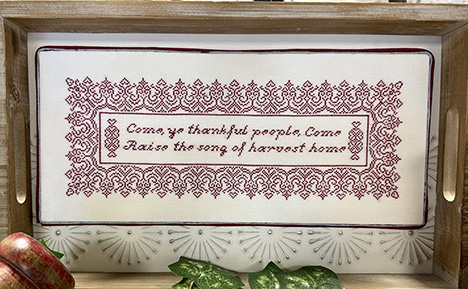 Come, ye thankful people, Come
Raise the song of harvest home